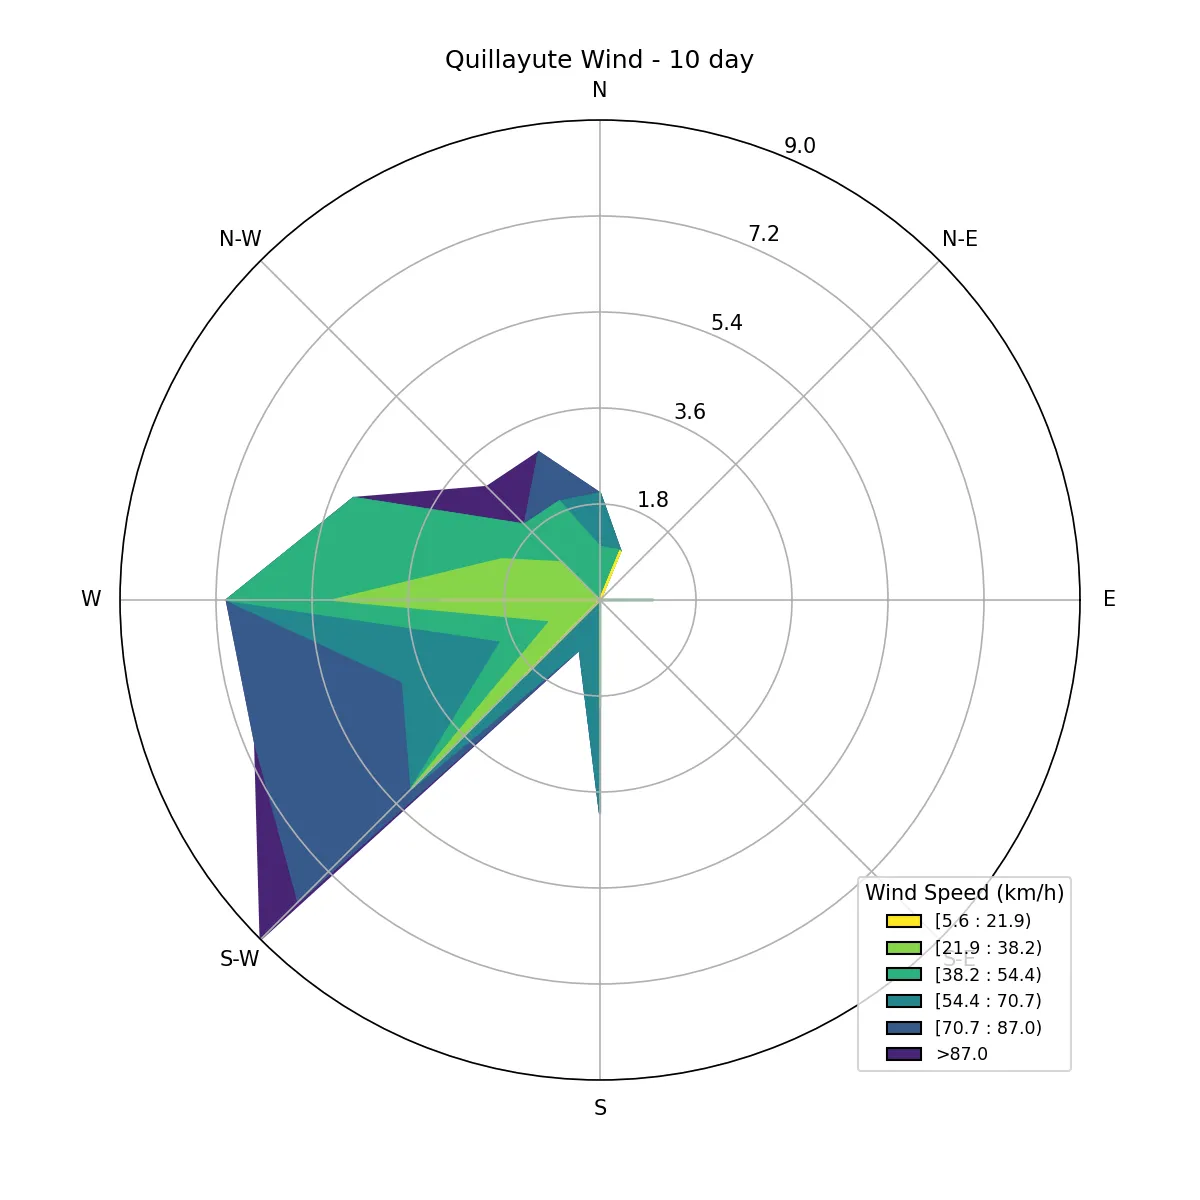 Quillayute Wind - 10 day
N
9.0
N-W
7.2
N-E
5.4
3.6
1.8
W
E
S-W
S-E
S
Wind Speed (km/h)
[5.6 : 21.9)
[21.9 : 38.2)
[38.2 : 54.4)
[54.4 : 70.7)
[70.7 : 87.0)
>87.0